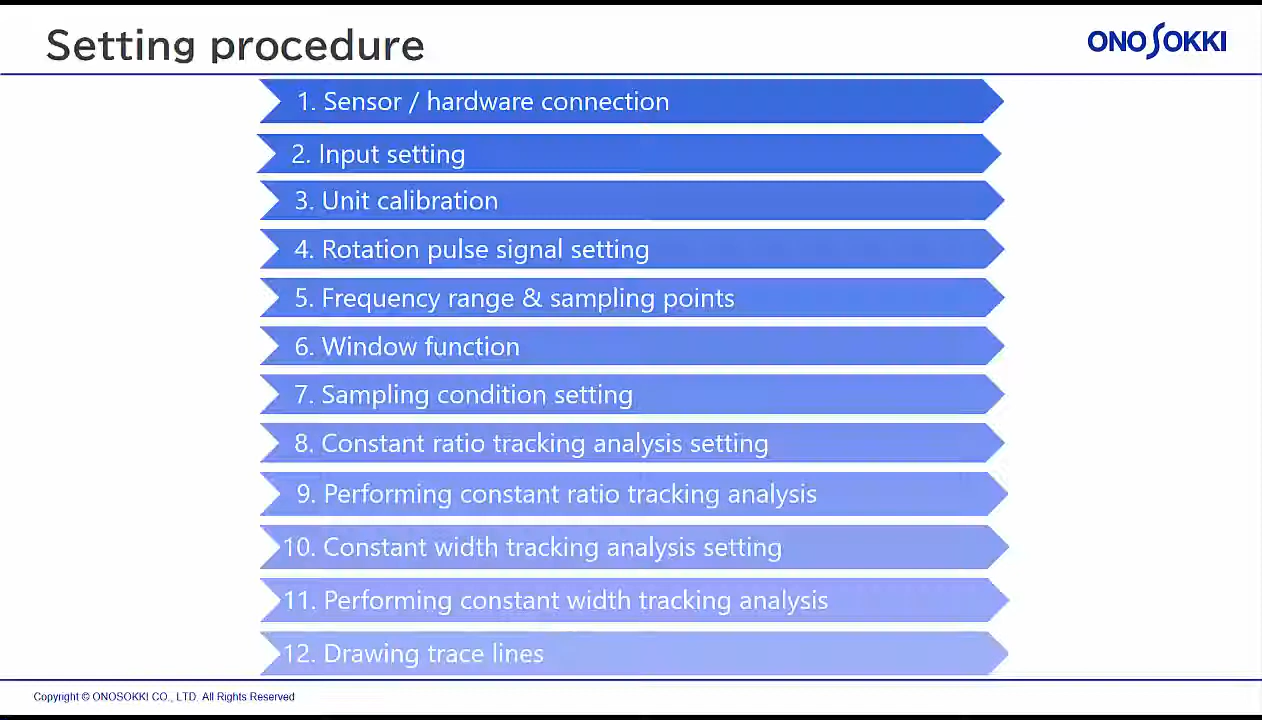 Setting procedure
ONO SOKKI
1. Sensor / hardware connection
2. Input setting
3. Unit calibration
4. Rotation pulse signal setting
5. Frequency range & sampling points
6. Window function
7. Sampling condition setting
8. Constant ratio tracking analysis setting
9. Performing constant ratio tracking analysis
10. Constant width tracking analysis setting
11. Performing constant width tracking analysis
12. Drawing trace lines
Copyright © ONOSOKKI CO., LTD. All Rights Reserved